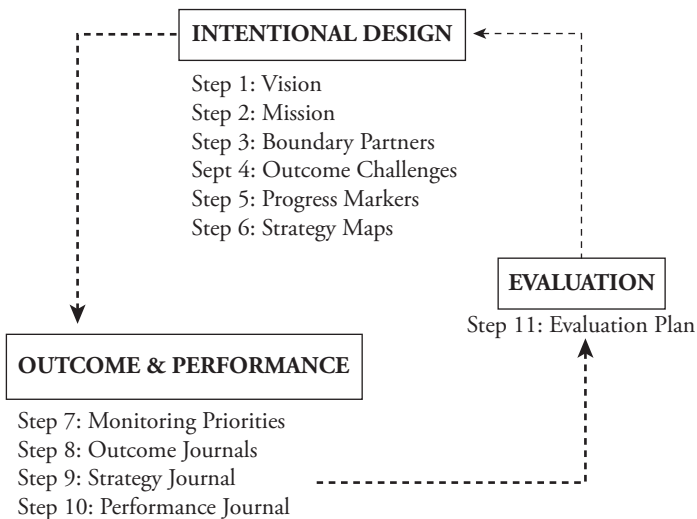 INTENTIONAL DESIGN
Step 1: Vision
Step 2: Mission
Step 3: Boundary Partners
Sept 4: Outcome Challenges
Step 5: Progress Markers
Step 6: Strategy Maps
EVALUATION
Step 11: Evaluation Plan
OUTCOME & PERFORMANCE
Step 7: Monitoring Priorities
Step 8: Outcome Journals
Step 9: Strategy Journal
Step 10: Performance Journal